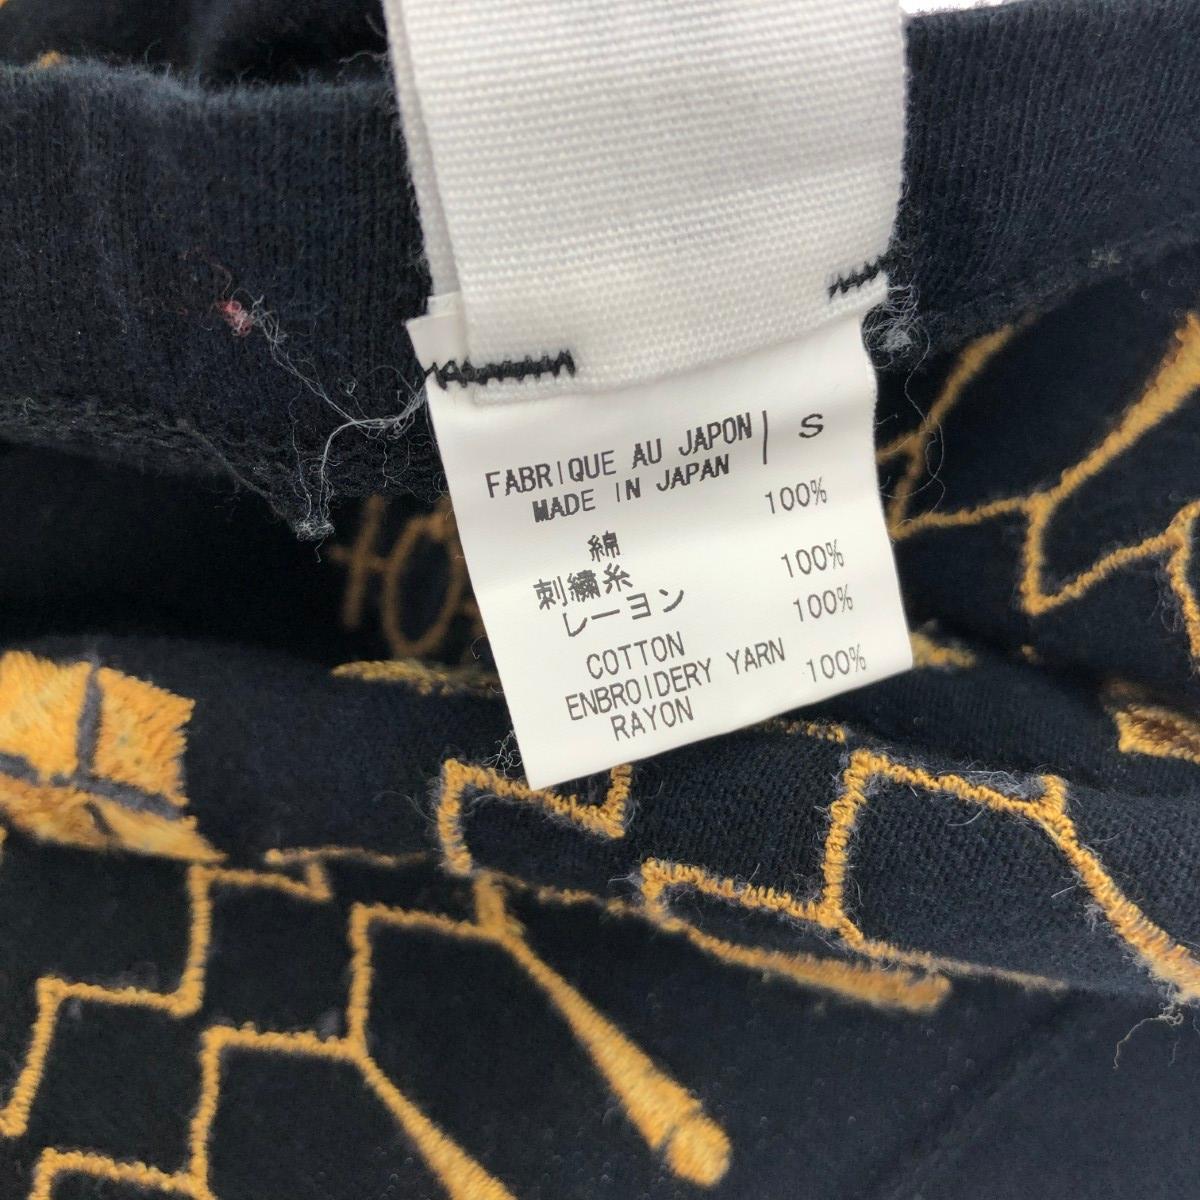 FABRIQUE AU JAPON | S
MADE IN JAPAN
綿 100%
刺繍糸
レーヨン 100%
COTTON 100%
ENBROIDERY YARN
RAYON 100%